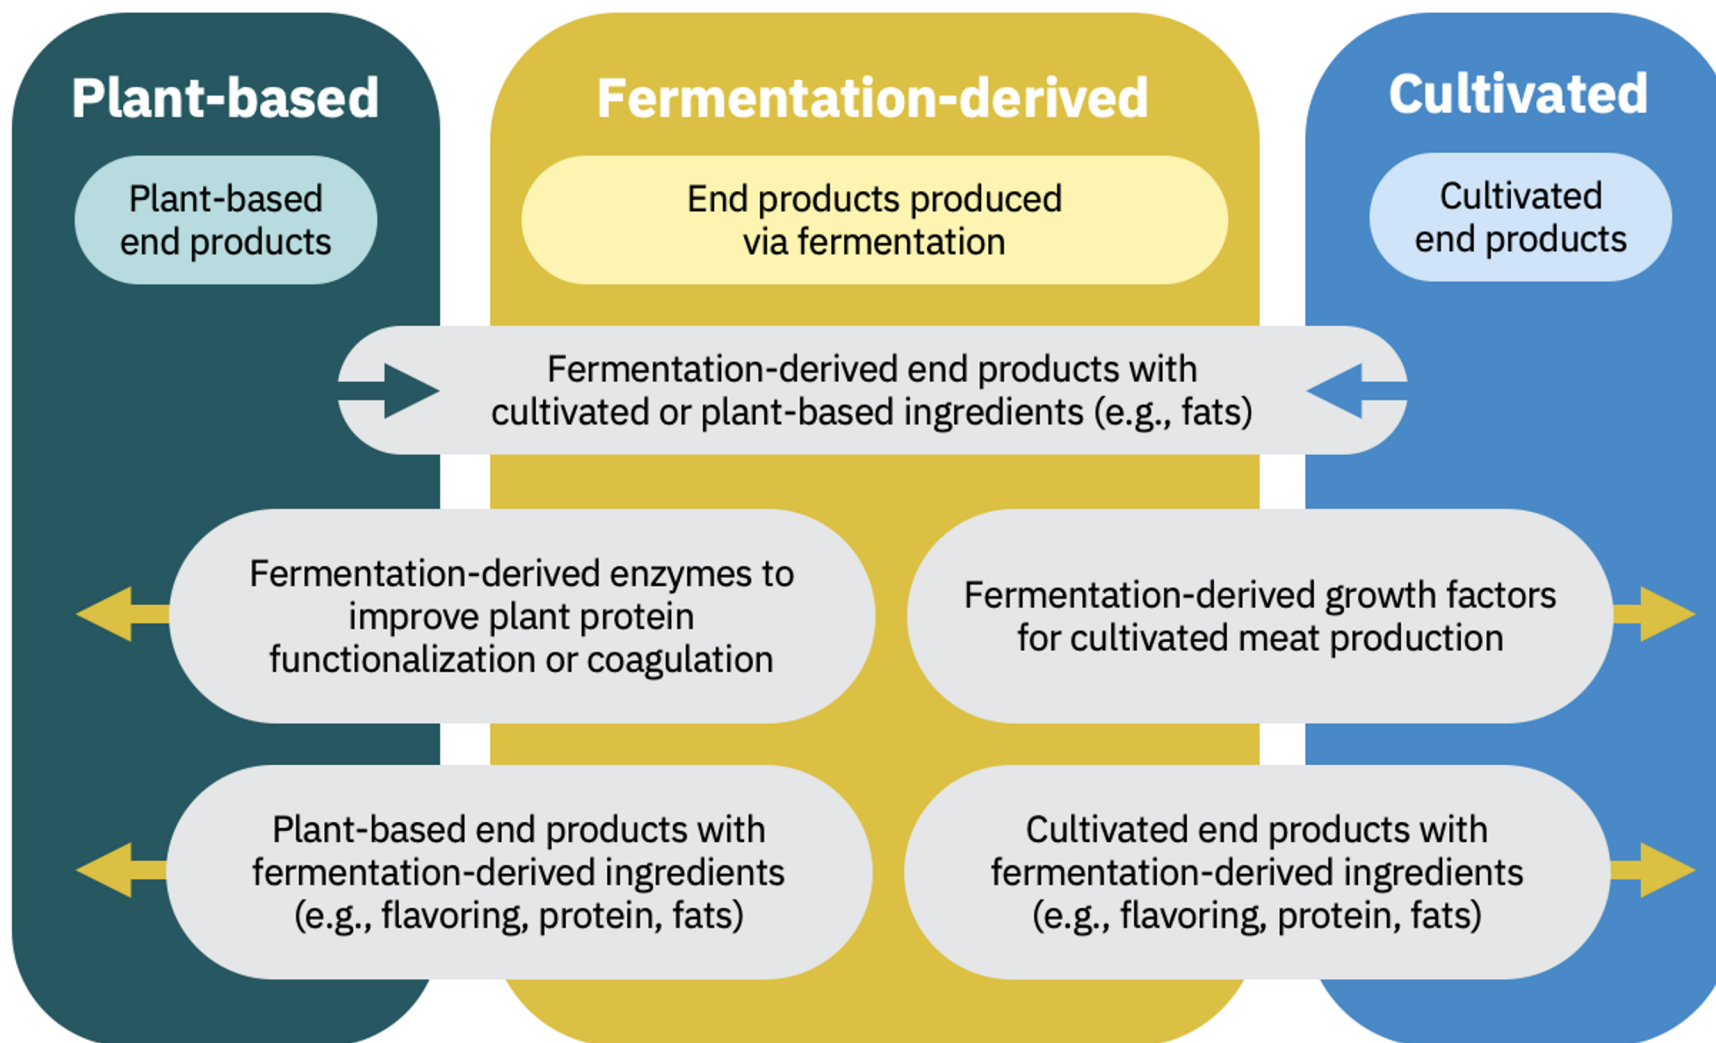 Plant-based
Fermentation-derived
Cultivated
Plant-based
end products
End products produced
via fermentation
Cultivated
end products
Fermentation-derived end products with
cultivated or plant-based ingredients (e.g., fats)
Fermentation-derived enzymes to
improve plant protein
functionalization or coagulation
Fermentation-derived growth factors
for cultivated meat production
Plant-based end products with
fermentation-derived ingredients
(e.g., flavoring, protein, fats)
Cultivated end products with
fermentation-derived ingredients
(e.g., flavoring, protein, fats)